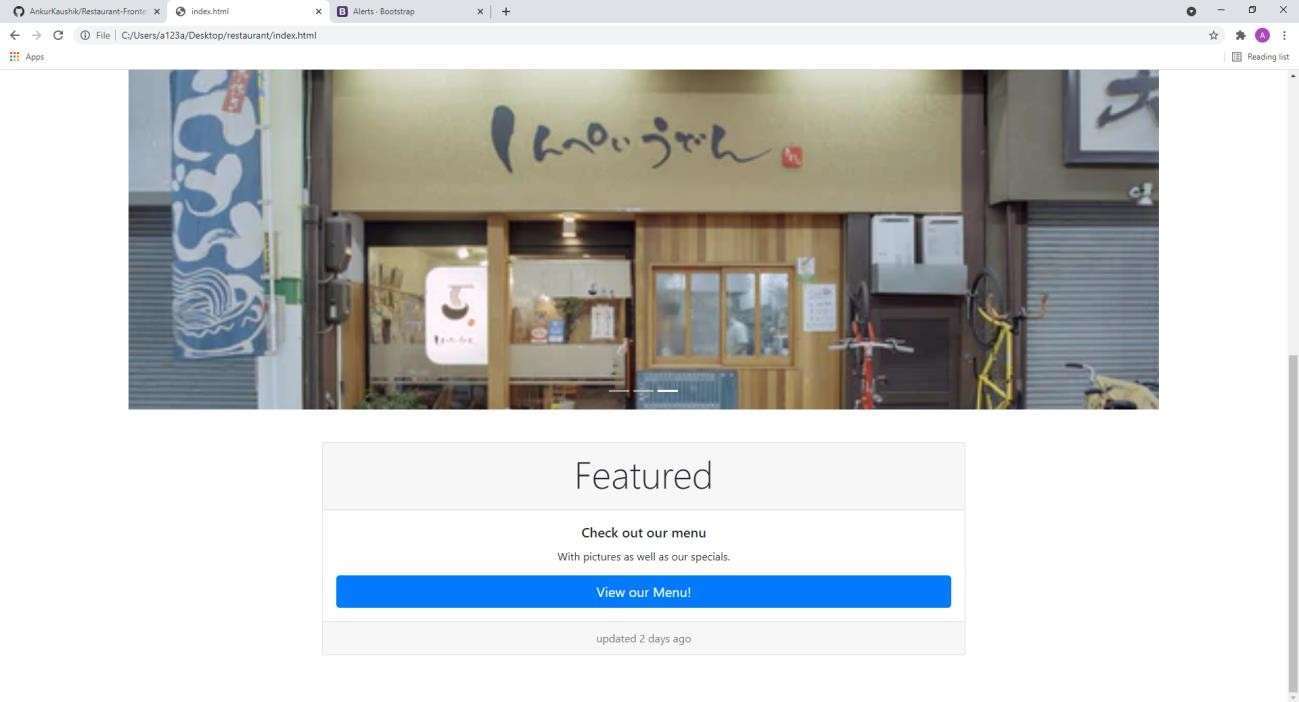 AnkurKaushik/Restaurant-Fronte
index.html
Alerts · Bootstrap
File
C:/Users/a123a/Desktop/restaurant/index.html
A
Apps
Reading list
しんぺいうどん
Featured
Check out our menu
With pictures as well as our specials.
View our Menu!
updated 2 days ago